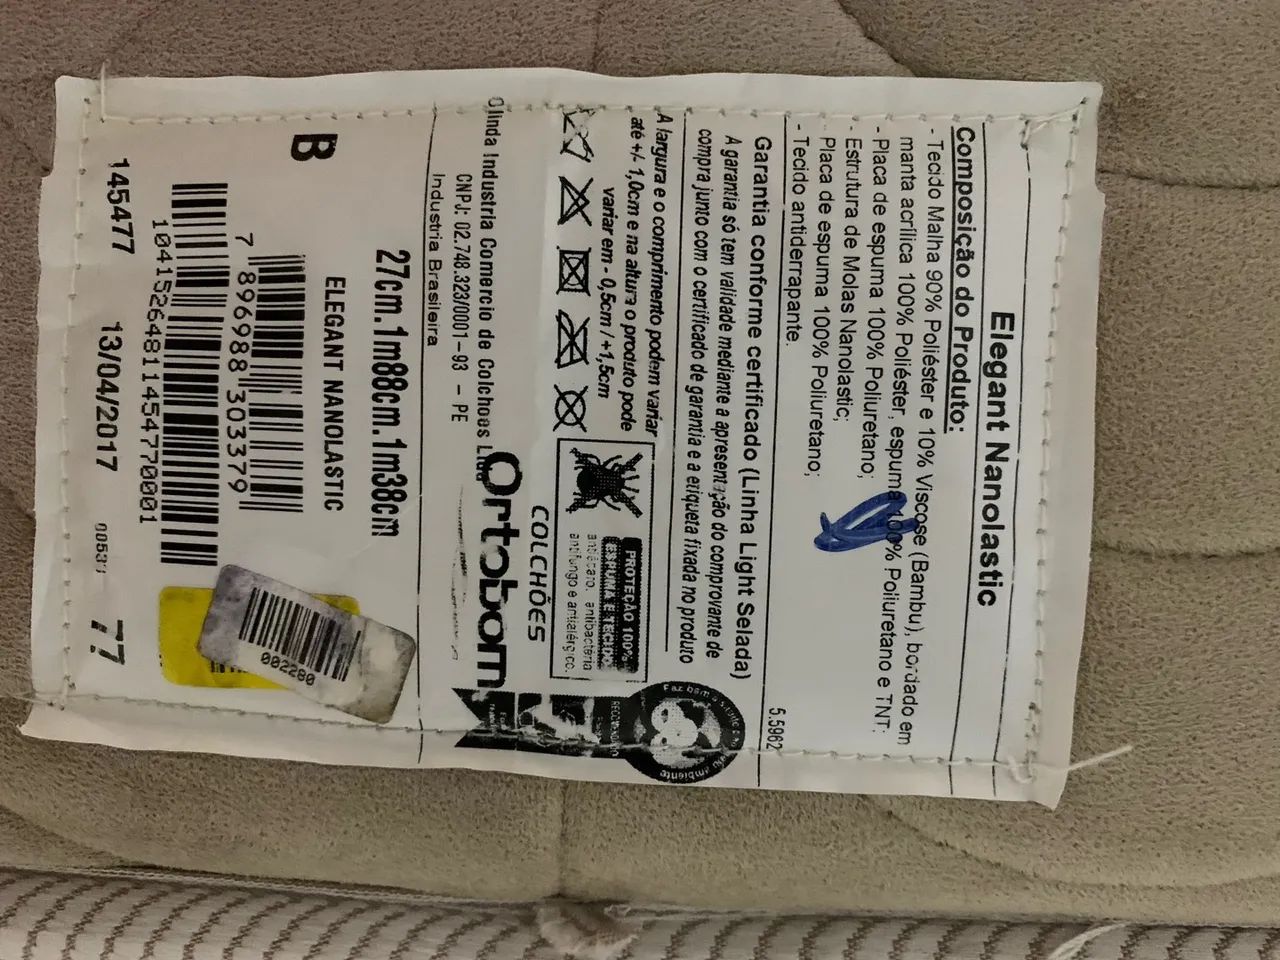 Elegant Nanolastic
Composição do Produto:
- Tecido Malha 90% Poliéster e 10% Viscose (Bambu), bordado em
manta acrílica 100% Poliéster, espuma 100% Poliuretano e TNT;
- Placa de espuma 100% Poliuretano;
- Estrutura de Molas Nanolastic;
Placa de espuma 100% Poliuretano;
- Tecido antiderrapante.
5.5962
Garantia conforme certificado (Linha Light Selada)
A garantia só tem validade mediante a apresentação do comprovante de
compra junto com o certificado de garantia e a etiqueta fixada no produto
A largura e o comprimento podem variar
até +/- 1,0cm e na altura o produto pode
variar em - 0,5cm / +1,5cm
PROTEÇÃO 100%
ESPUMA E TECIDO
antiácaro, antibactéria
antifungo e antialérgico.
Faz bem a
ambiente
COLCHÕES
Ortobom
Olinda Industria Comercio de Colchoes Ltda
CNPJ: 02.748.323/0001-93 - PE
Industria Brasileira
27cm.1m88cm.1m38cm
ELEGANT NANOLASTIC
B
7 896988 303379
10415264811454770001
002280
145477 13/04/2017 77